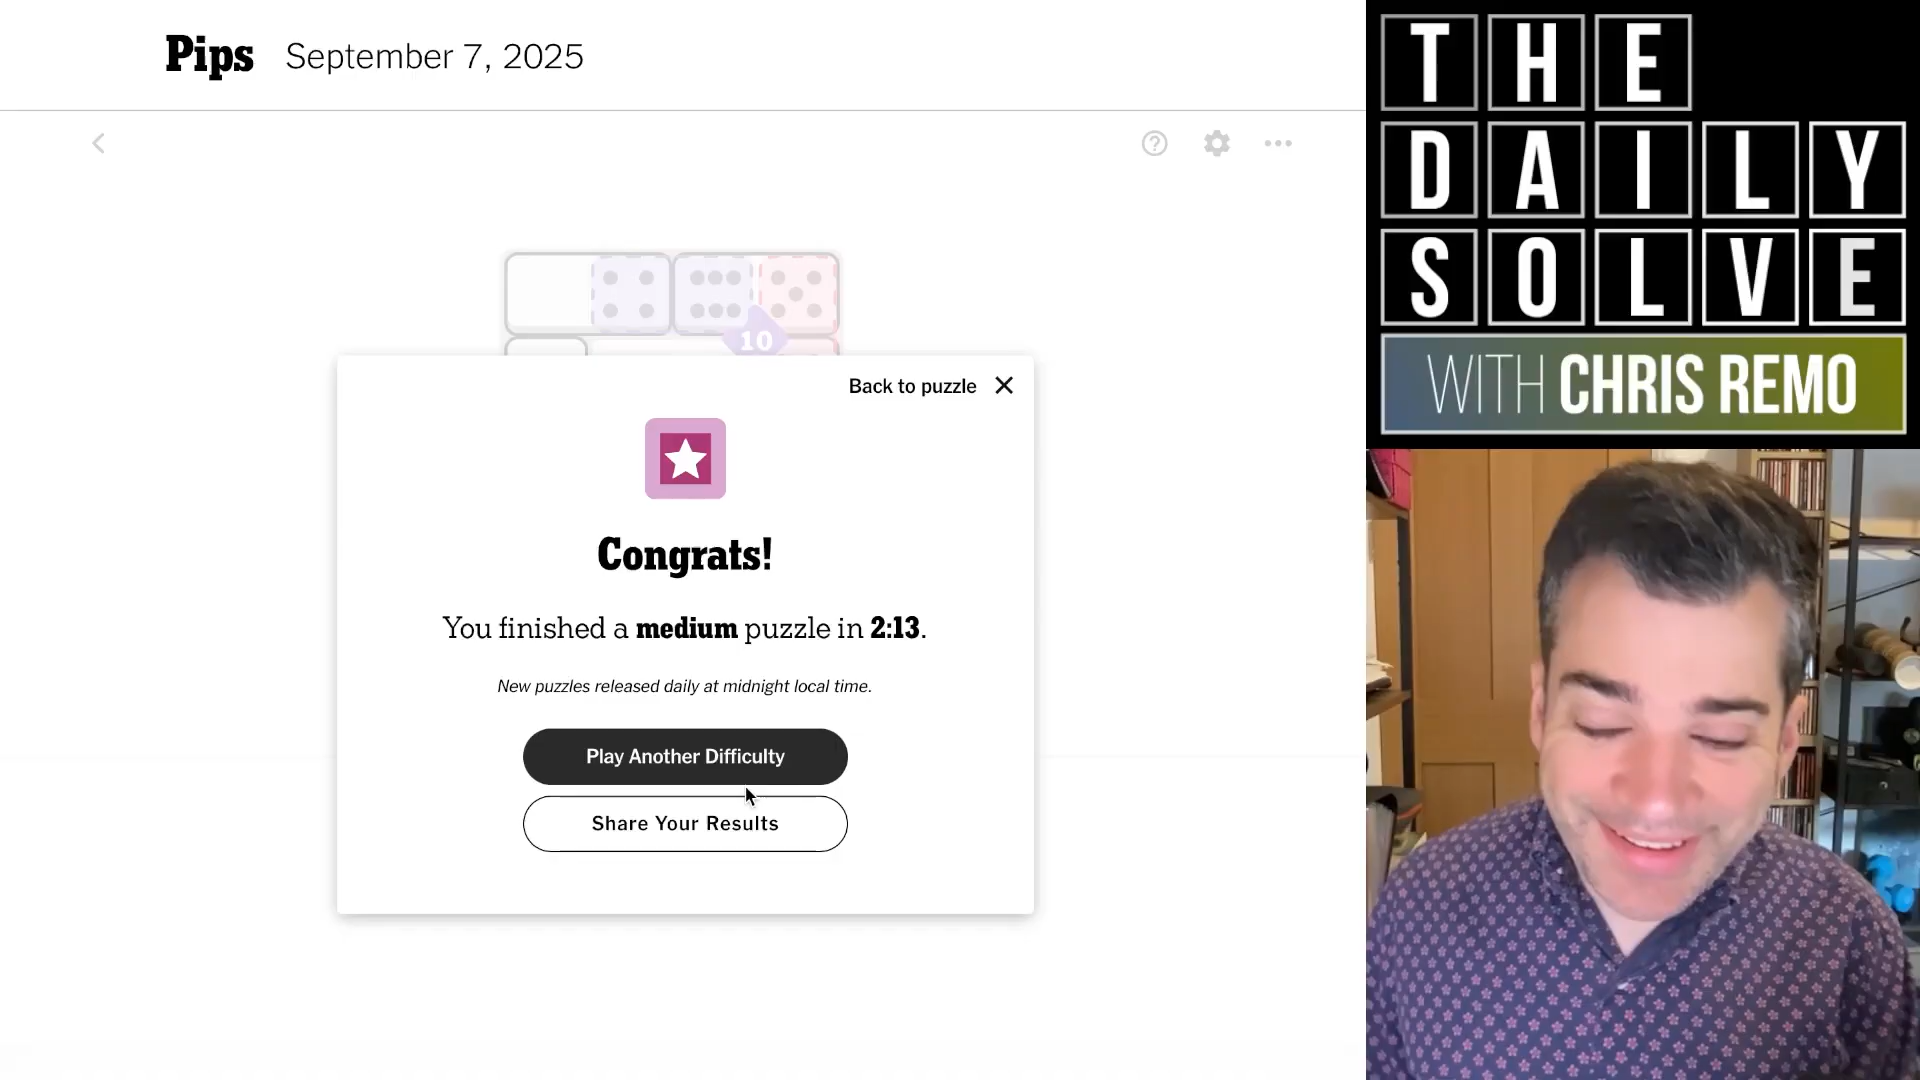 Pips September 7, 2025
10
Back to puzzle
Congrats!
You finished a medium puzzle in 2:13.
New puzzles released daily at midnight local time.
Play Another Difficulty
Share Your Results
THE
DAILY
SOLVE
WITH CHRIS REMO